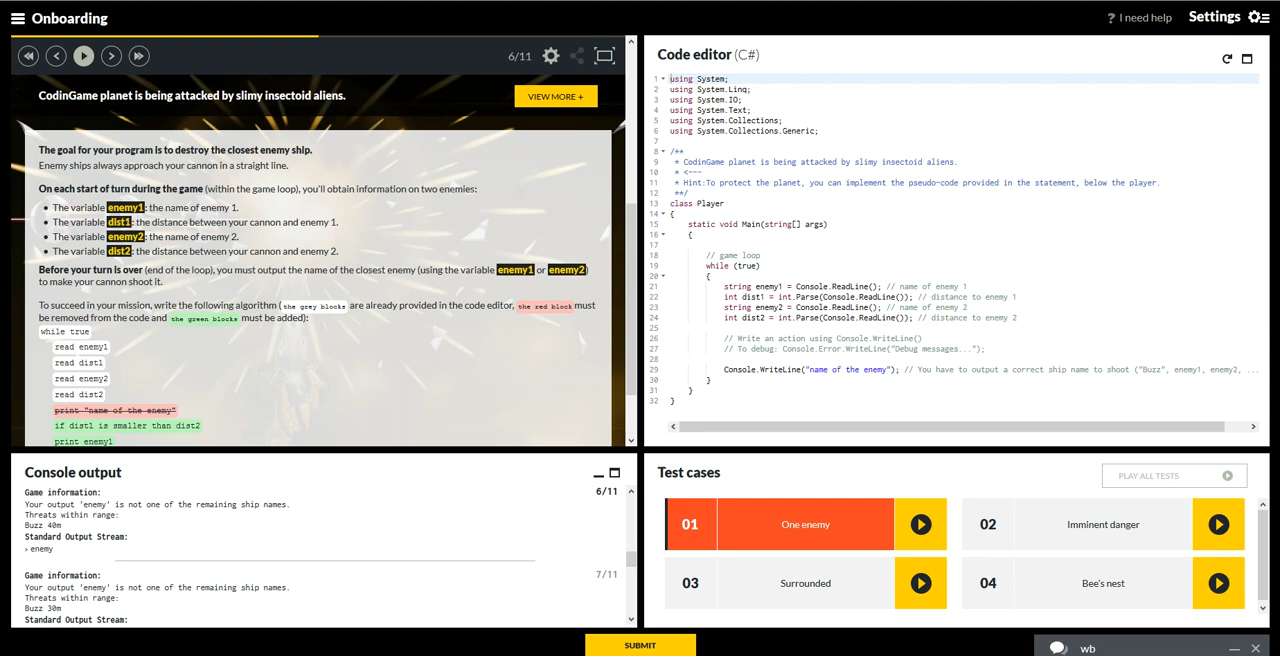 Onboarding
? I need help
Settings
6/11
CodinGame planet is being attacked by slimy insectoid aliens.
VIEW MORE +
The goal for your program is to destroy the closest enemy ship.
Enemy ships always approach your cannon in a straight line.
On each start of turn during the game (within the game loop), you'll obtain information on two enemies:
• The variable enemy1: the name of enemy 1.
• The variable dist1: the distance between your cannon and enemy 1.
• The variable enemy2: the name of enemy 2.
• The variable dist2: the distance between your cannon and enemy 2.
Before your turn is over (end of the loop), you must output the name of the closest enemy (using the variable enemy1 or enemy2)
to make your cannon shoot it.
To succeed in your mission, write the following algorithm (the grey blocks are already provided in the code editor, the red block must
be removed from the code and the green blocks must be added):
while true
read enemy1
read dist1
read enemy2
read dist2
print "name of the enemy"
if dist1 is smaller than dist2
print enemy1
Code editor (C#)
1 using System;
2 using System.Linq;
3 using System.IO;
4 using System.Text;
5 using System.Collections;
6 using System.Collections.Generic;
7
8 /**
9 * CodinGame planet is being attacked by slimy insectoid aliens.
10 * <---
11 * Hint:To protect the planet, you can implement the pseudo-code provided in the statement, below the player.
12 **/
13 class Player
14 {
15 static void Main(string[] args)
16 {
17
18 // game loop
19 while (true)
20 {
21 string enemy1 = Console.ReadLine(); // name of enemy 1
22 int dist1 = int.Parse(Console.ReadLine()); // distance to enemy 1
23 string enemy2 = Console.ReadLine(); // name of enemy 2
24 int dist2 = int.Parse(Console.ReadLine()); // distance to enemy 2
25
26 // Write an action using Console.WriteLine()
27 // To debug: Console.Error.WriteLine("Debug messages...");
28
29 Console.WriteLine("name of the enemy"); // You have to output a correct ship name to shoot ("Buzz", enemy1, enemy2, ...
30 }
31 }
32 }
Console output
Game information:
6/11
Your output 'enemy' is not one of the remaining ship names.
Threats within range:
Buzz 40m
Standard Output Stream:
› enemy
Game information:
7/11
Your output 'enemy' is not one of the remaining ship names.
Threats within range:
Buzz 30m
Standard Output Stream:
Test cases
PLAY ALL TESTS
01 One enemy
02 Imminent danger
03 Surrounded
04 Bee's nest
SUBMIT
wb